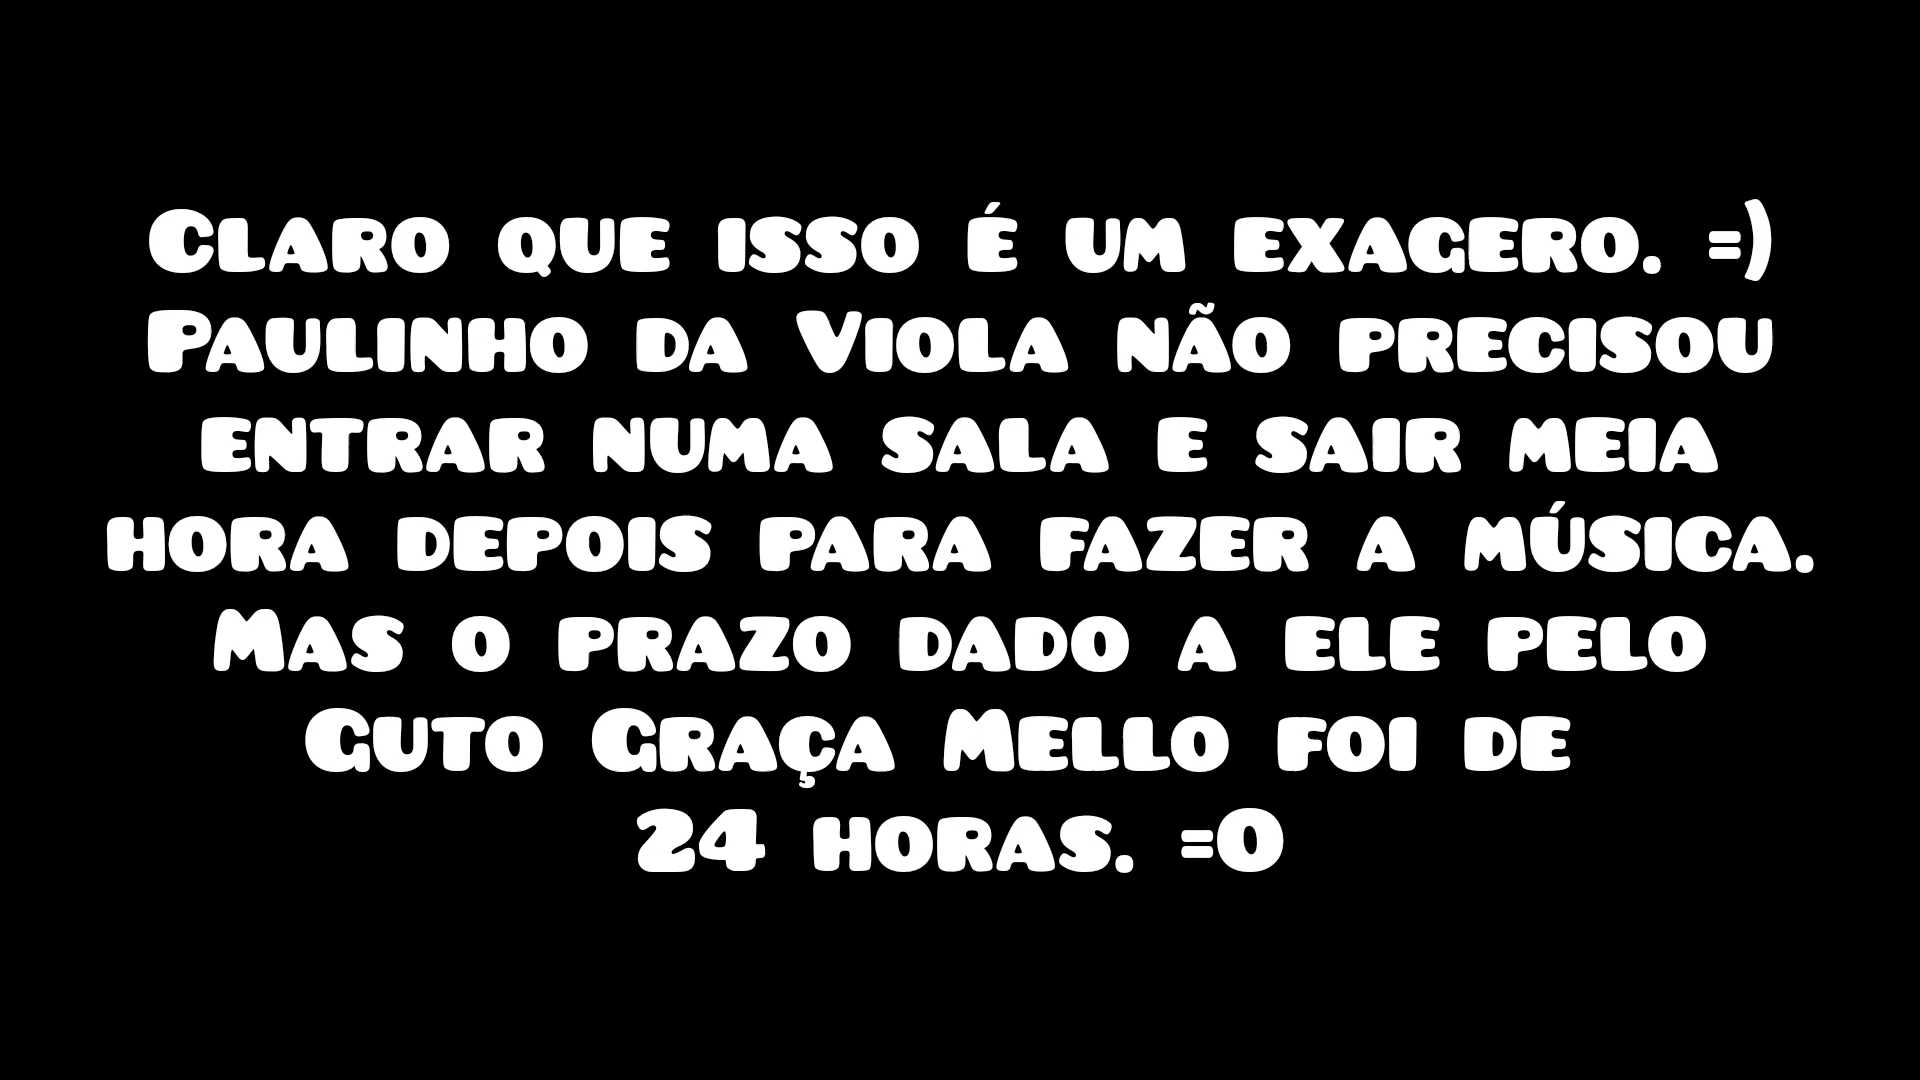 Claro que isso é um exagero. =)
Paulinho da Viola não precisou
entrar numa sala e sair meia
hora depois para fazer a música.
Mas o prazo dado a ele pelo
Guto Graça Mello foi de
24 horas. =O